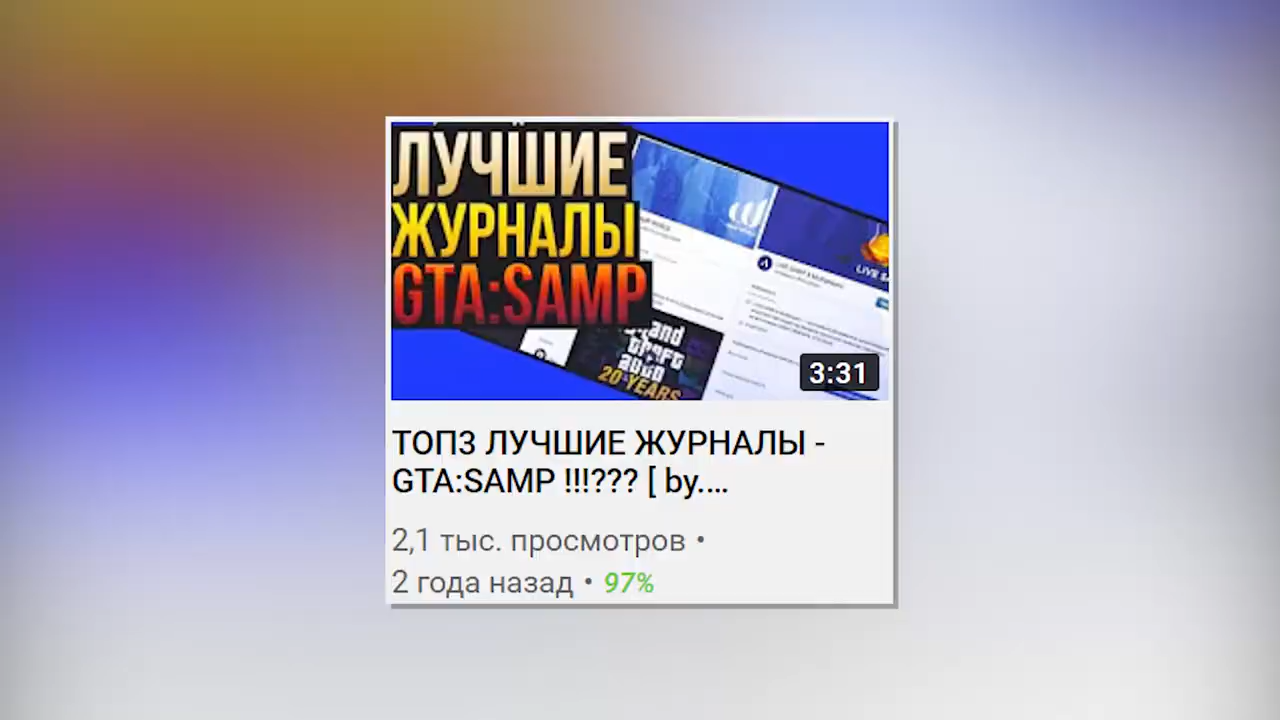 ЛУЧШИЕ
ЖУРНАЛЫ
GTA:SAMP
LIVE
grand
theft
auto
20 YEARS
3:31
ТОП3 ЛУЧШИЕ ЖУРНАЛЫ -
GTA:SAMP !!!??? [ by....
2,1 тыс. просмотров •
2 года назад • 97%